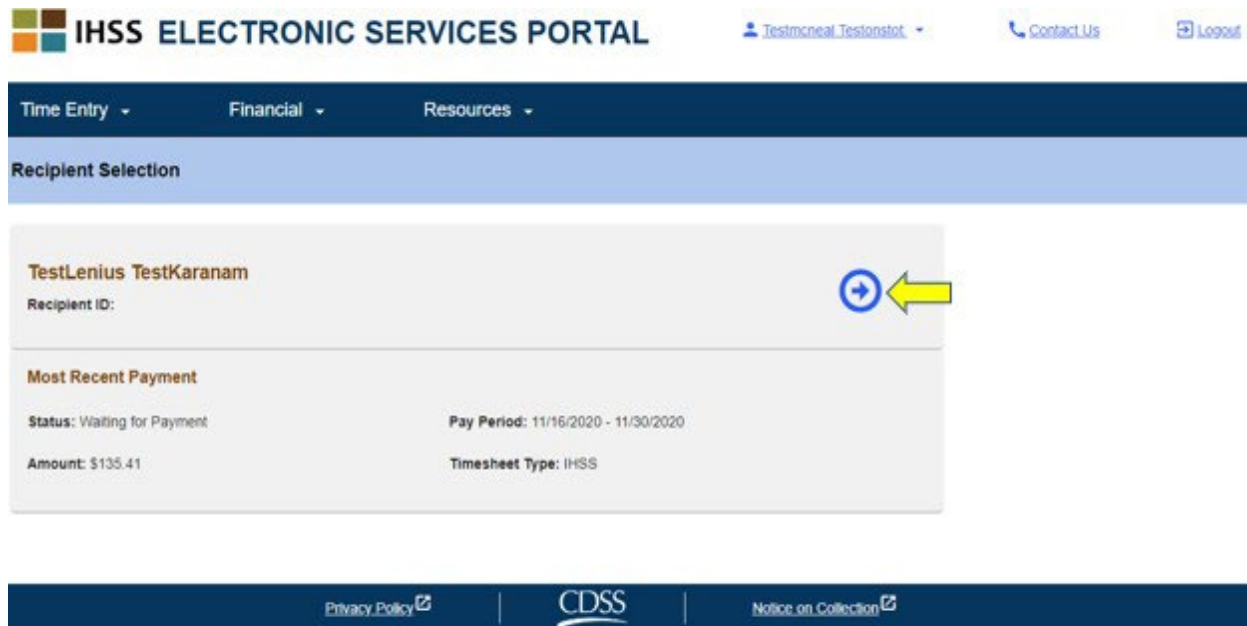 IHSS ELECTRONIC SERVICES PORTAL
Testmcneal Testonstot
Contact Us
Logout
Time Entry
Financial
Resources
Recipient Selection
TestLenius TestKaranam
Recipient ID:
Most Recent Payment
Status: Waiting for Payment
Pay Period: 11/16/2020 - 11/30/2020
Amount: $135.41
Timesheet Type: IHSS
Privacy Policy
CDSS
Notice on Collection